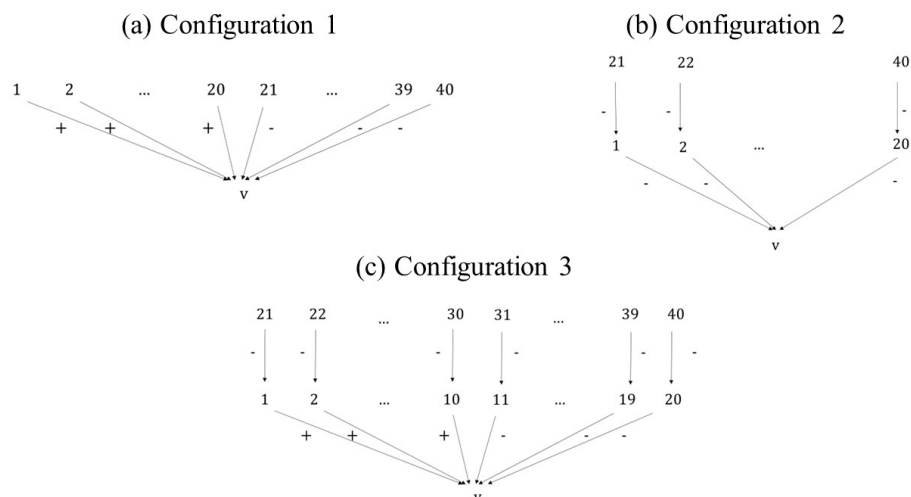 (a) Configuration 1
1 2 ... 20 21 ... 39 40
+ + + - - -
v
(b) Configuration 2
21 22 40
- - -
1 2 ... 20
- - -
v
(c) Configuration 3
21 22 ... 30 31 ... 39 40
- - - - - -
1 2 ... 10 11 ... 19 20
+ + + - - -
v